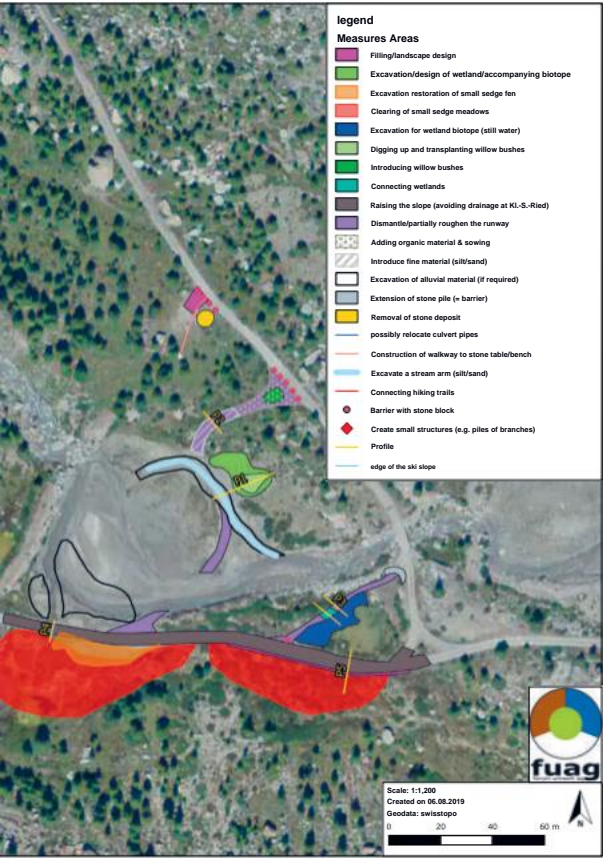 legend
Measures Areas
Filling/landscape design
Excavation/design of wetland/accompanying biotope
Excavation restoration of small sedge fen
Clearing of small sedge meadows
Excavation for wetland biotope (still water)
Digging up and transplanting willow bushes
Introducing willow bushes
Connecting wetlands
Raising the slope (avoiding drainage at Kl.-S.-Ried)
Dismantle/partially roughen the runway
Adding organic material & sowing
Introduce fine material (silt/sand)
Excavation of alluvial material (if required)
Extension of stone pile (= barrier)
Removal of stone deposit
possibly relocate culvert pipes
Construction of walkway to stone table/bench
Excavate a stream arm (silt/sand)
Connecting hiking trails
Barrier with stone block
Create small structures (e.g. piles of branches)
Profile
edge of the ski slope
fuag
Scale: 1:1,200
Created on 06.08.2019
Geodata: swisstopo
0 20 40 60 m
N